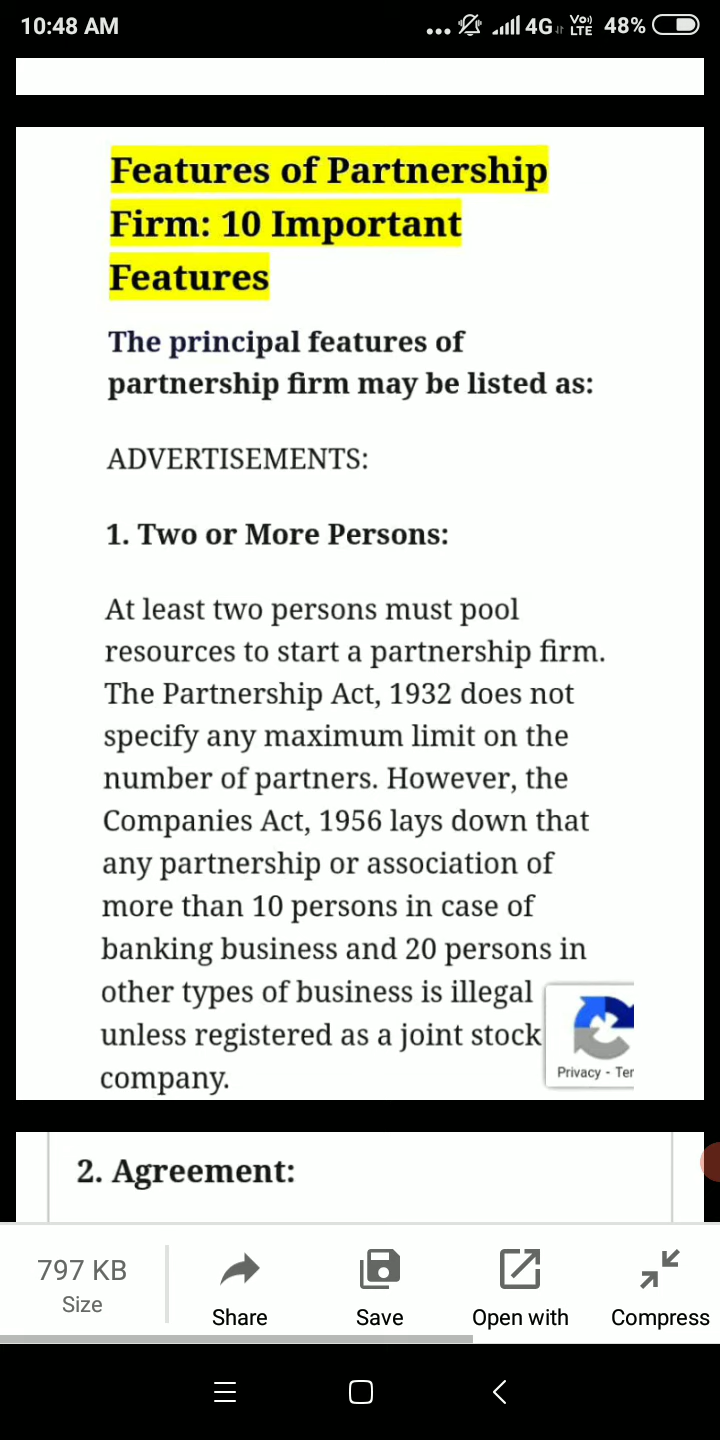 10:48 AM
... 4G Vo) LTE 48%
Features of Partnership
Firm: 10 Important
Features
The principal features of
partnership firm may be listed as:
ADVERTISEMENTS:
1. Two or More Persons:
At least two persons must pool
resources to start a partnership firm.
The Partnership Act, 1932 does not
specify any maximum limit on the
number of partners. However, the
Companies Act, 1956 lays down that
any partnership or association of
more than 10 persons in case of
banking business and 20 persons in
other types of business is illegal
unless registered as a joint stock
company.
Privacy - Ter
2. Agreement:
797 KB
Size
Share
Save
Open with
Compress